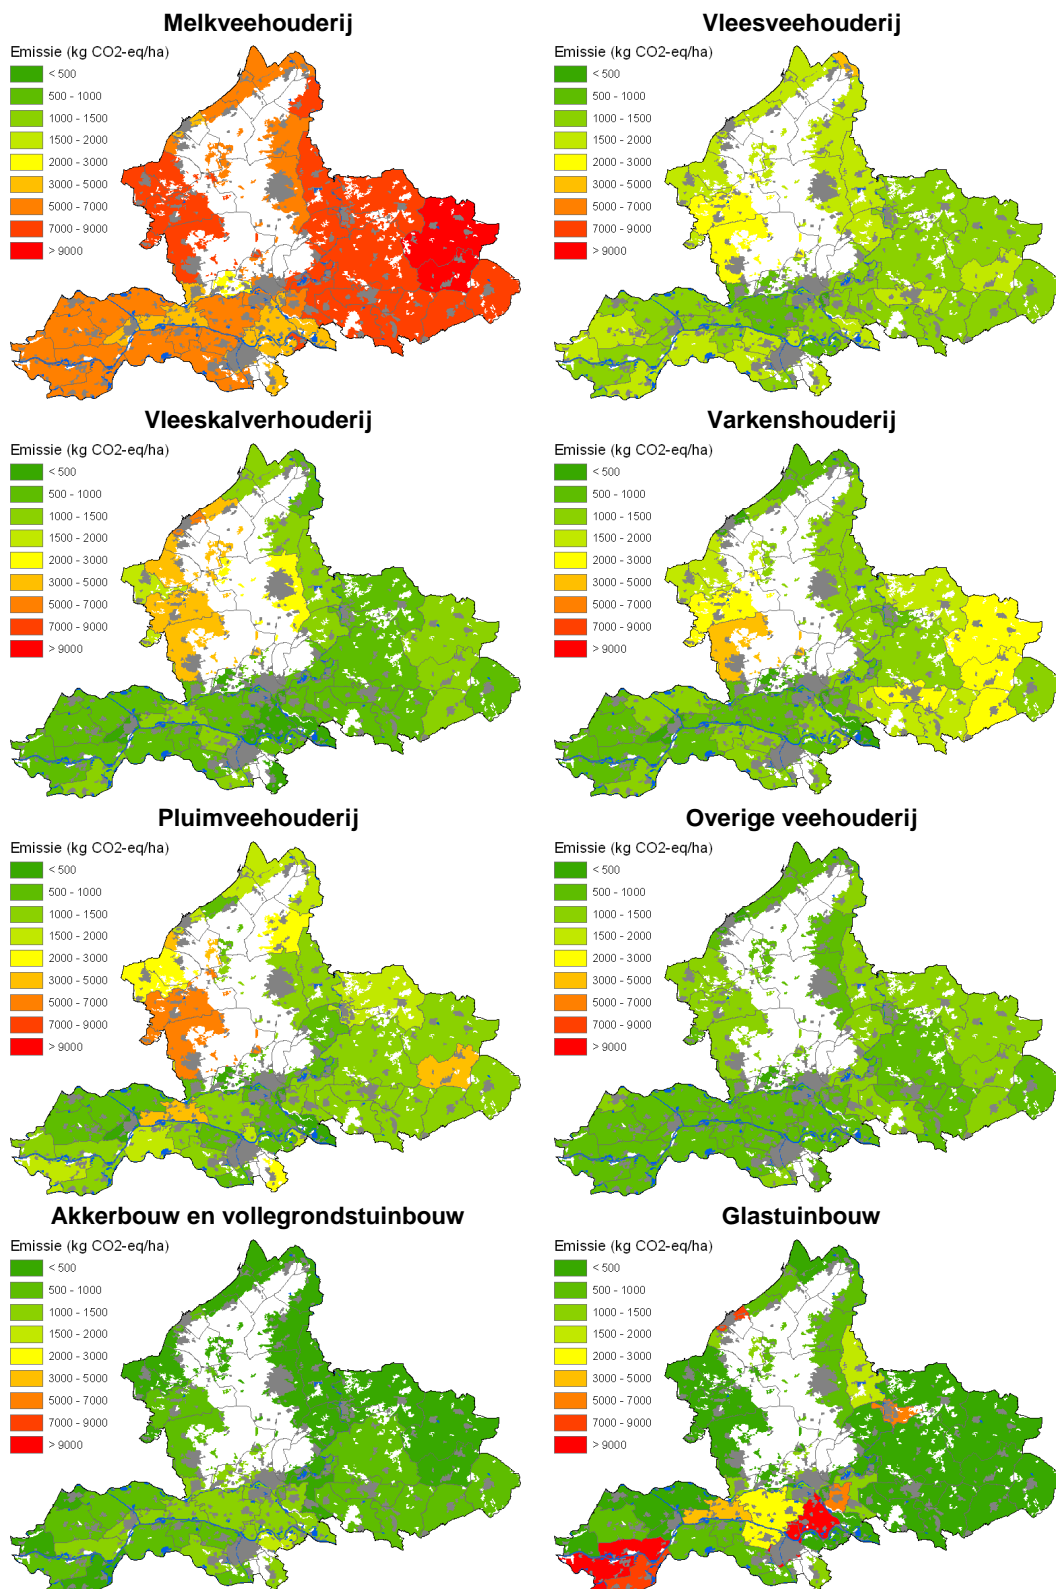 Melkveehouderij
Emissie (kg CO2-eq/ha)
< 500
500 - 1000
1000 - 1500
1500 - 2000
2000 - 3000
3000 - 5000
5000 - 7000
7000 - 9000
> 9000
Vleesveehouderij
Emissie (kg CO2-eq/ha)
< 500
500 - 1000
1000 - 1500
1500 - 2000
2000 - 3000
3000 - 5000
5000 - 7000
7000 - 9000
> 9000
Vleeskalverhouderij
Emissie (kg CO2-eq/ha)
< 500
500 - 1000
1000 - 1500
1500 - 2000
2000 - 3000
3000 - 5000
5000 - 7000
7000 - 9000
> 9000
Varkenshouderij
Emissie (kg CO2-eq/ha)
< 500
500 - 1000
1000 - 1500
1500 - 2000
2000 - 3000
3000 - 5000
5000 - 7000
7000 - 9000
> 9000
Pluimveehouderij
Emissie (kg CO2-eq/ha)
< 500
500 - 1000
1000 - 1500
1500 - 2000
2000 - 3000
3000 - 5000
5000 - 7000
7000 - 9000
> 9000
Overige veehouderij
Emissie (kg CO2-eq/ha)
< 500
500 - 1000
1000 - 1500
1500 - 2000
2000 - 3000
3000 - 5000
5000 - 7000
7000 - 9000
> 9000
Akkerbouw en vollegrondstuinbouw
Emissie (kg CO2-eq/ha)
< 500
500 - 1000
1000 - 1500
1500 - 2000
2000 - 3000
3000 - 5000
5000 - 7000
7000 - 9000
> 9000
Glastuinbouw
Emissie (kg CO2-eq/ha)
< 500
500 - 1000
1000 - 1500
1500 - 2000
2000 - 3000
3000 - 5000
5000 - 7000
7000 - 9000
> 9000